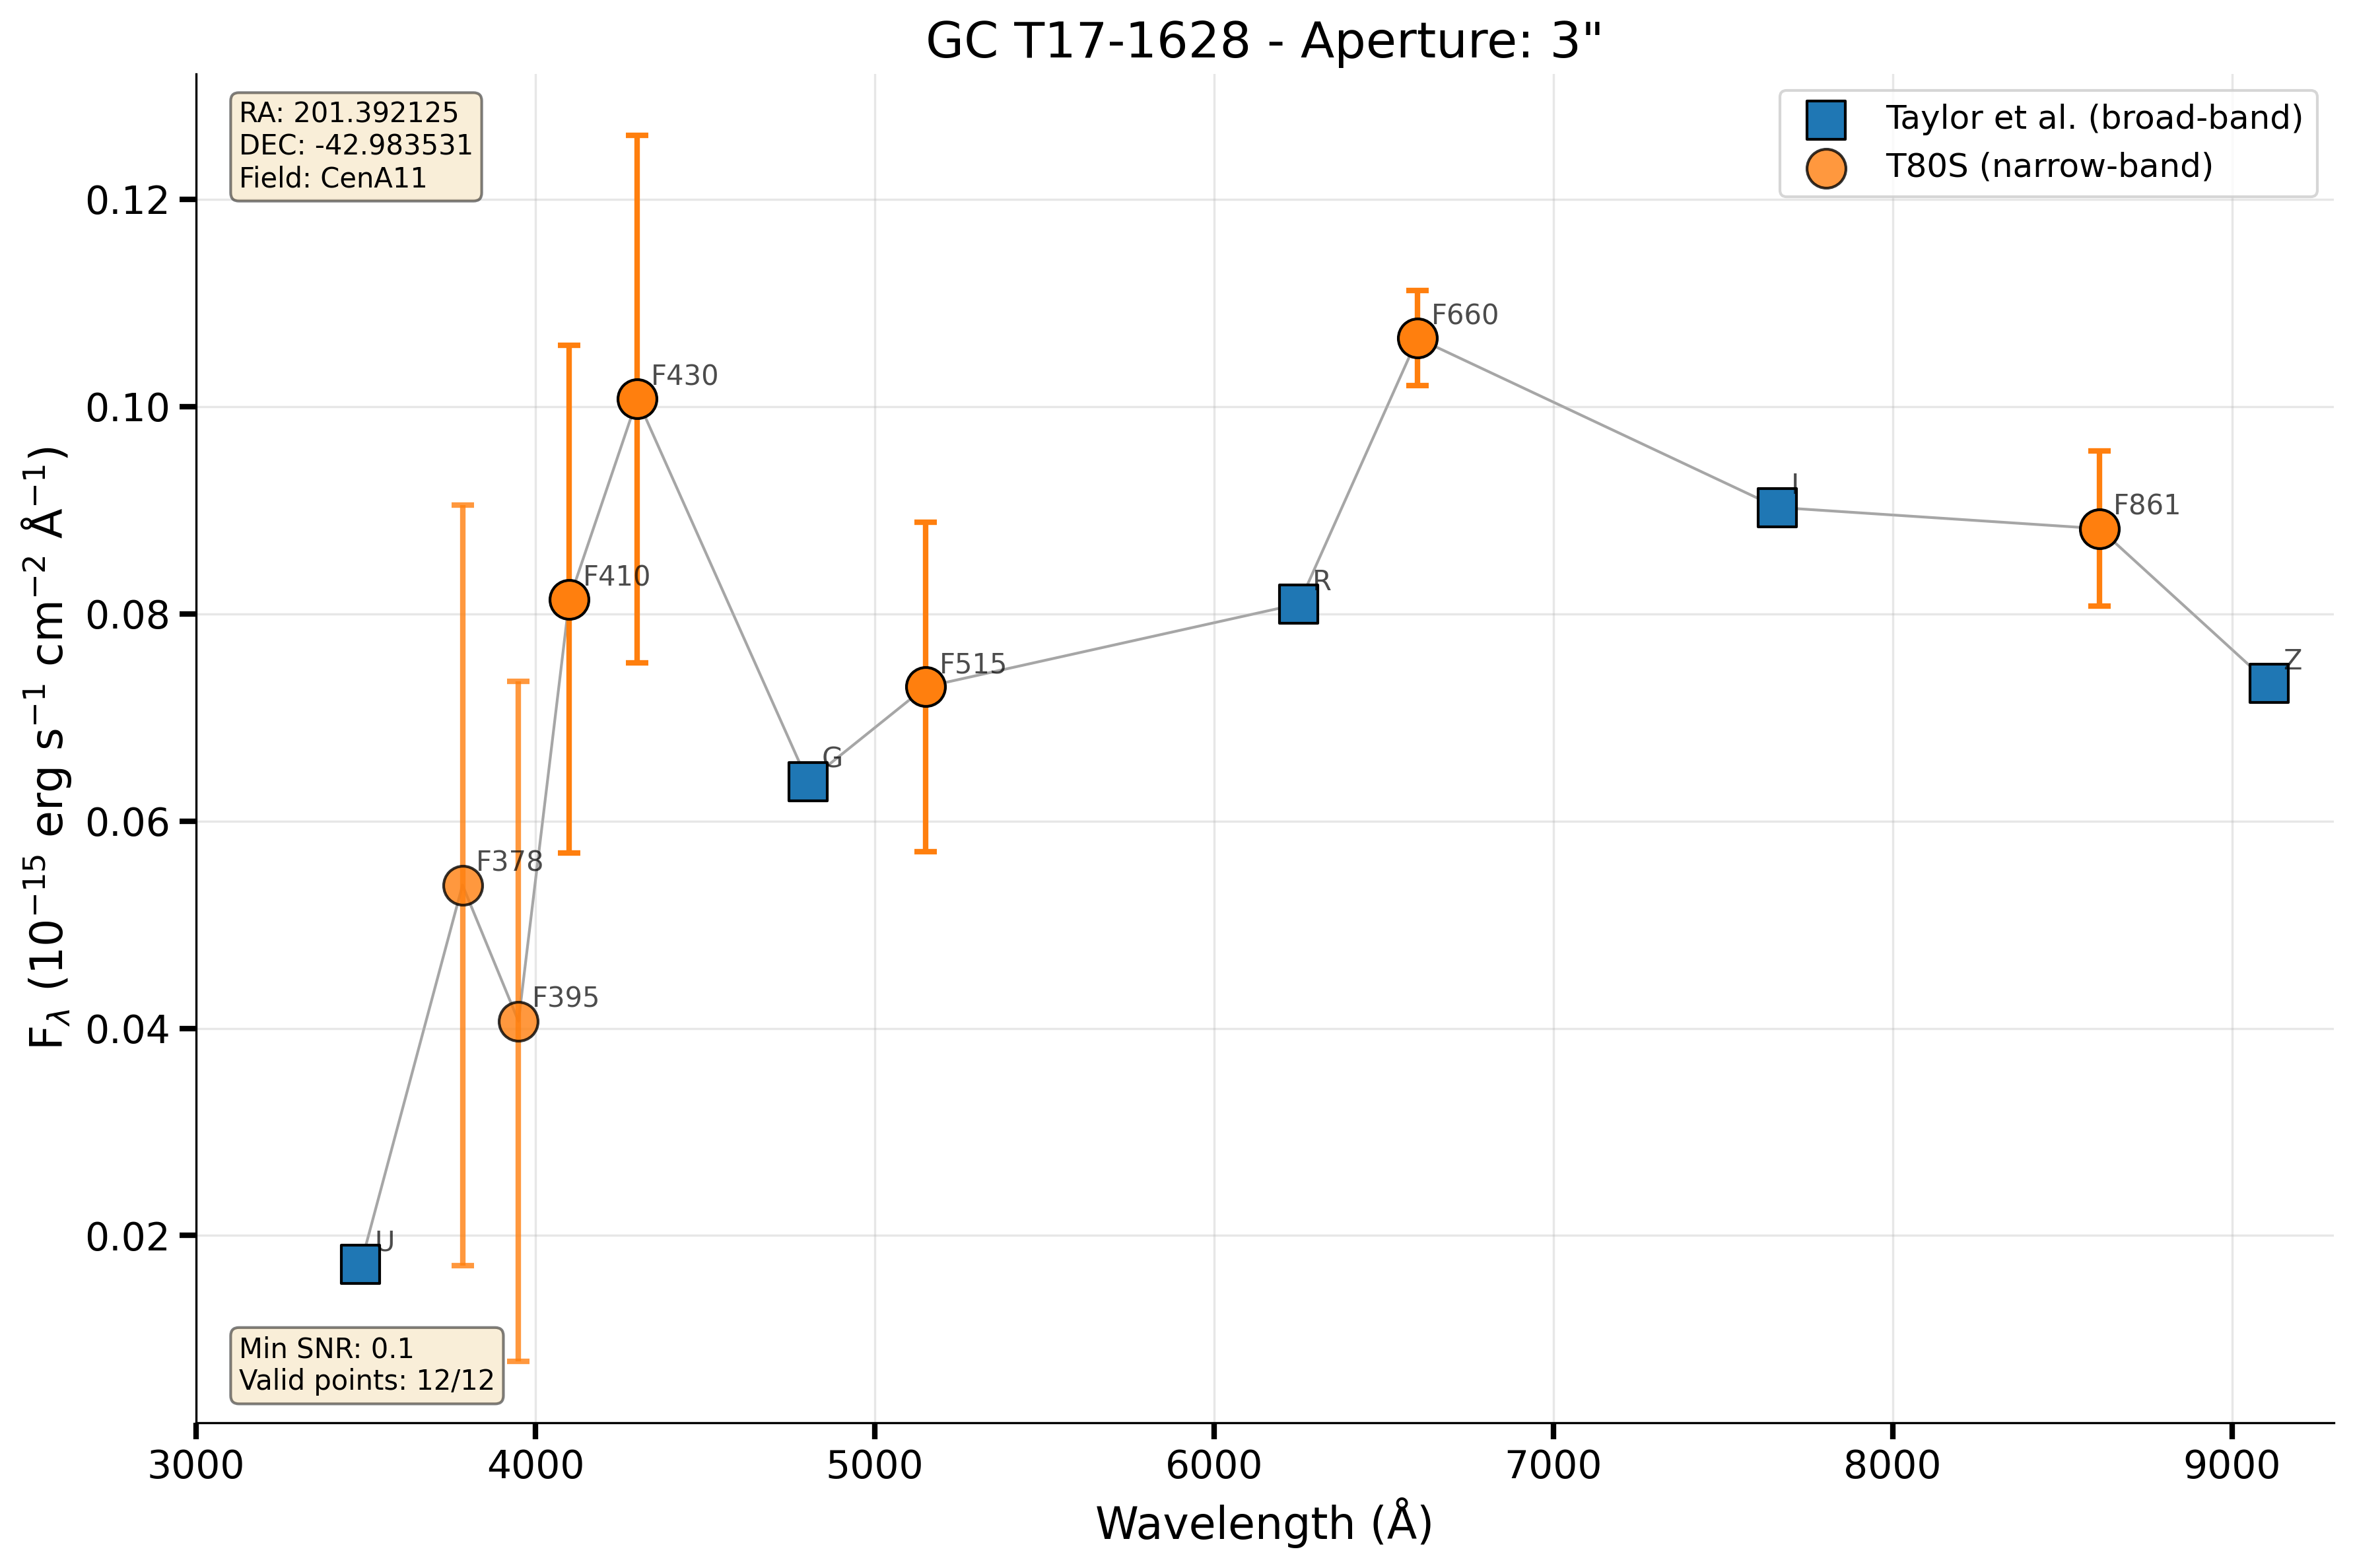 GC T17-1628 - Aperture: 3"
RA: 201.392125
DEC: -42.983531
Field: CenA11
Taylor et al. (broad-band)
T80S (narrow-band)
F430
F660
F410
F861
I
R
F515
Z
G
F378
F395
U
Min SNR: 0.1
Valid points: 12/12
0.12
0.10
0.08
0.06
0.04
0.02
3000 4000 5000 6000 7000 8000 9000
Wavelength (Å)
F_λ (10⁻¹⁵ erg s⁻¹ cm⁻² Å⁻¹)